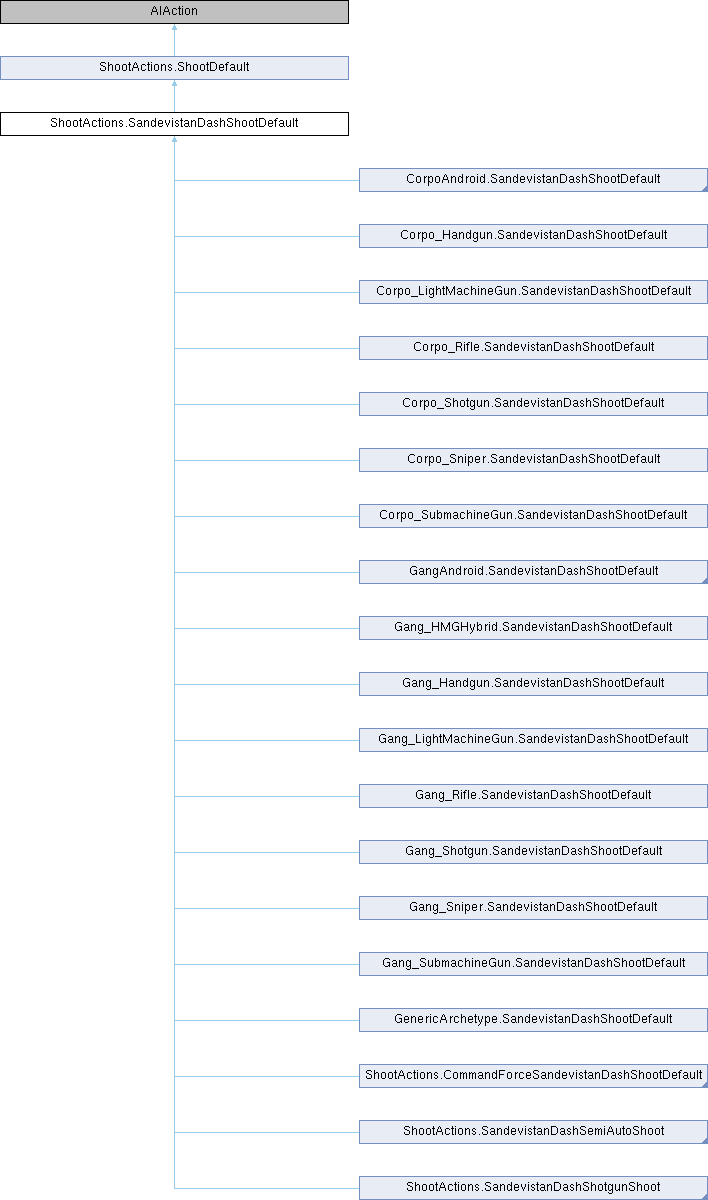 AIAction
ShootActions.ShootDefault
ShootActions.SandevistanDashShootDefault
CorpoAndroid.SandevistanDashShootDefault
Corpo_Handgun.SandevistanDashShootDefault
Corpo_LightMachineGun.SandevistanDashShootDefault
Corpo_Rifle.SandevistanDashShootDefault
Corpo_Shotgun.SandevistanDashShootDefault
Corpo_Sniper.SandevistanDashShootDefault
Corpo_SubmachineGun.SandevistanDashShootDefault
GangAndroid.SandevistanDashShootDefault
Gang_HMGHybrid.SandevistanDashShootDefault
Gang_Handgun.SandevistanDashShootDefault
Gang_LightMachineGun.SandevistanDashShootDefault
Gang_Rifle.SandevistanDashShootDefault
Gang_Shotgun.SandevistanDashShootDefault
Gang_Sniper.SandevistanDashShootDefault
Gang_SubmachineGun.SandevistanDashShootDefault
GenericArchetype.SandevistanDashShootDefault
ShootActions.CommandForceSandevistanDashShootDefault
ShootActions.SandevistanDashSemiAutoShoot
ShootActions.SandevistanDashShotgunShoot